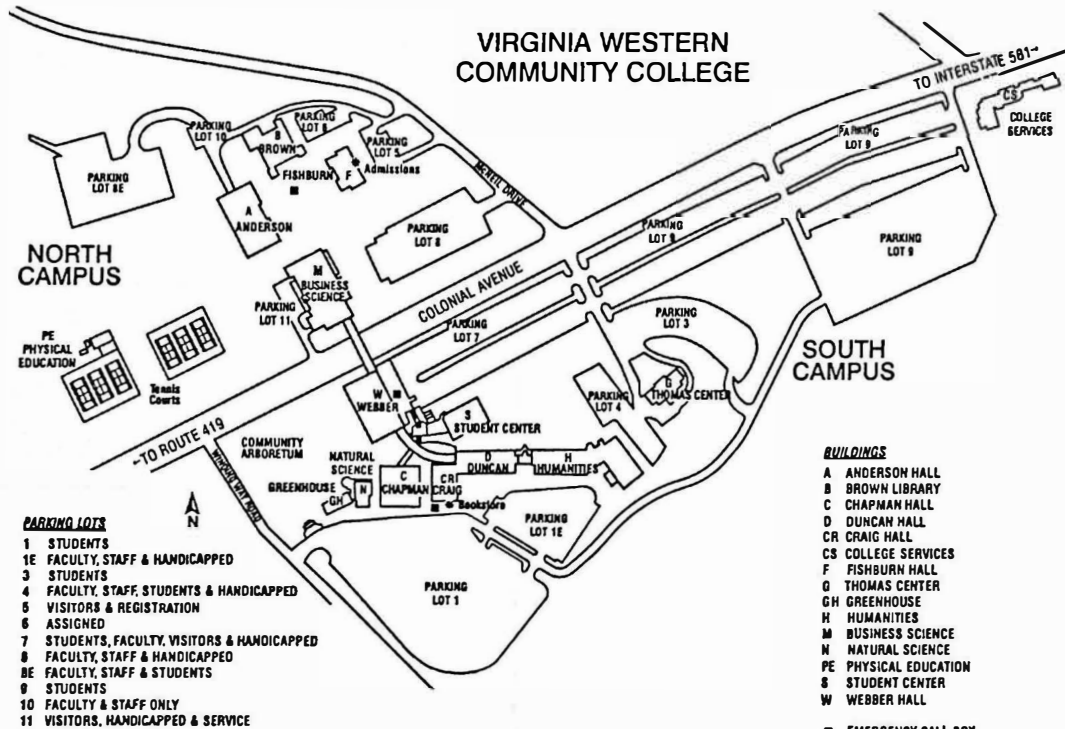 VIRGINIA WESTERN
COMMUNITY COLLEGE
TO INTERSTATE 581→
CS
COLLEGE
SERVICES
PARKING
LOT 9
PARKING
LOT 10
B
BROWN
PARKING
LOT 6
PARKING
LOT 5
FISHBURN
F
Admissions
MCNEIL DRIVE
PARKING
LOT 8E
A
ANDERSON
PARKING
LOT 8
PARKING
LOT 9
PARKING
LOT 9
NORTH
CAMPUS
M
BUSINESS
SCIENCE
PARKING
LOT 11
COLONIAL AVENUE
PARKING
LOT 7
PARKING
LOT 3
PE
PHYSICAL
EDUCATION
Tennis
Courts
SOUTH
CAMPUS
W
WEBBER
G
THOMAS CENTER
PARKING
LOT 4
S
STUDENT CENTER
←TO ROUTE 419
COMMUNITY
ARBORETUM
NATURAL
SCIENCE
N
GREENHOUSE
GH
C
CHAPMAN
CR
CRAIG
D
DUNCAN
H
HUMANITIES
Bookstore
N
PARKING
LOT 1E
PARKING
LOT 1
PARKING LOTS
1 STUDENTS
1E FACULTY, STAFF & HANDICAPPED
3 STUDENTS
4 FACULTY, STAFF, STUDENTS & HANDICAPPED
5 VISITORS & REGISTRATION
6 ASSIGNED
7 STUDENTS, FACULTY, VISITORS & HANDICAPPED
8 FACULTY, STAFF & HANDICAPPED
8E FACULTY, STAFF & STUDENTS
9 STUDENTS
10 FACULTY & STAFF ONLY
11 VISITORS, HANDICAPPED & SERVICE
BUILDINGS
A ANDERSON HALL
B BROWN LIBRARY
C CHAPMAN HALL
D DUNCAN HALL
CR CRAIG HALL
CS COLLEGE SERVICES
F FISHBURN HALL
G THOMAS CENTER
GH GREENHOUSE
H HUMANITIES
M BUSINESS SCIENCE
N NATURAL SCIENCE
PE PHYSICAL EDUCATION
S STUDENT CENTER
W WEBBER HALL